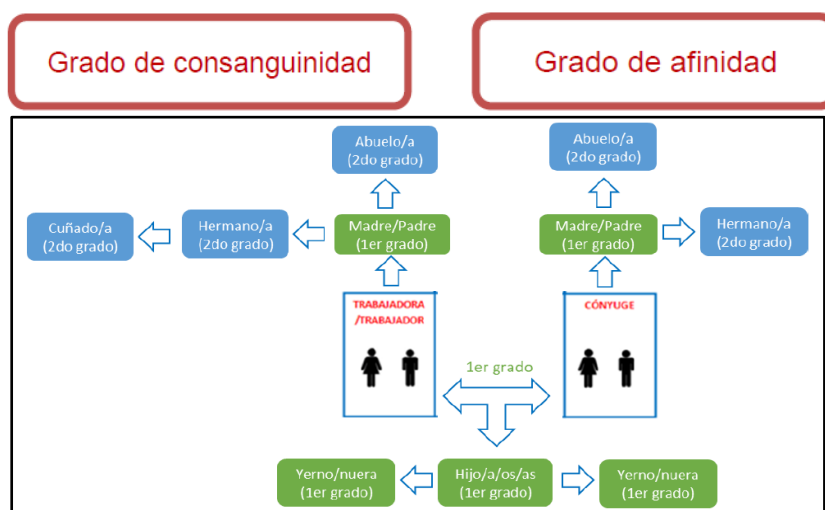 Grado de consanguinidad
Grado de afinidad
Abuelo/a
(2do grado)
Abuelo/a
(2do grado)
Cuñado/a
(2do grado)
Hermano/a
(2do grado)
Madre/Padre
(1er grado)
Madre/Padre
(1er grado)
Hermano/a
(2do grado)
TRABAJADORA
/TRABAJADOR
CÓNYUGE
1er grado
Yerno/nuera
(1er grado)
Hijo/a/os/as
(1er grado)
Yerno/nuera
(1er grado)